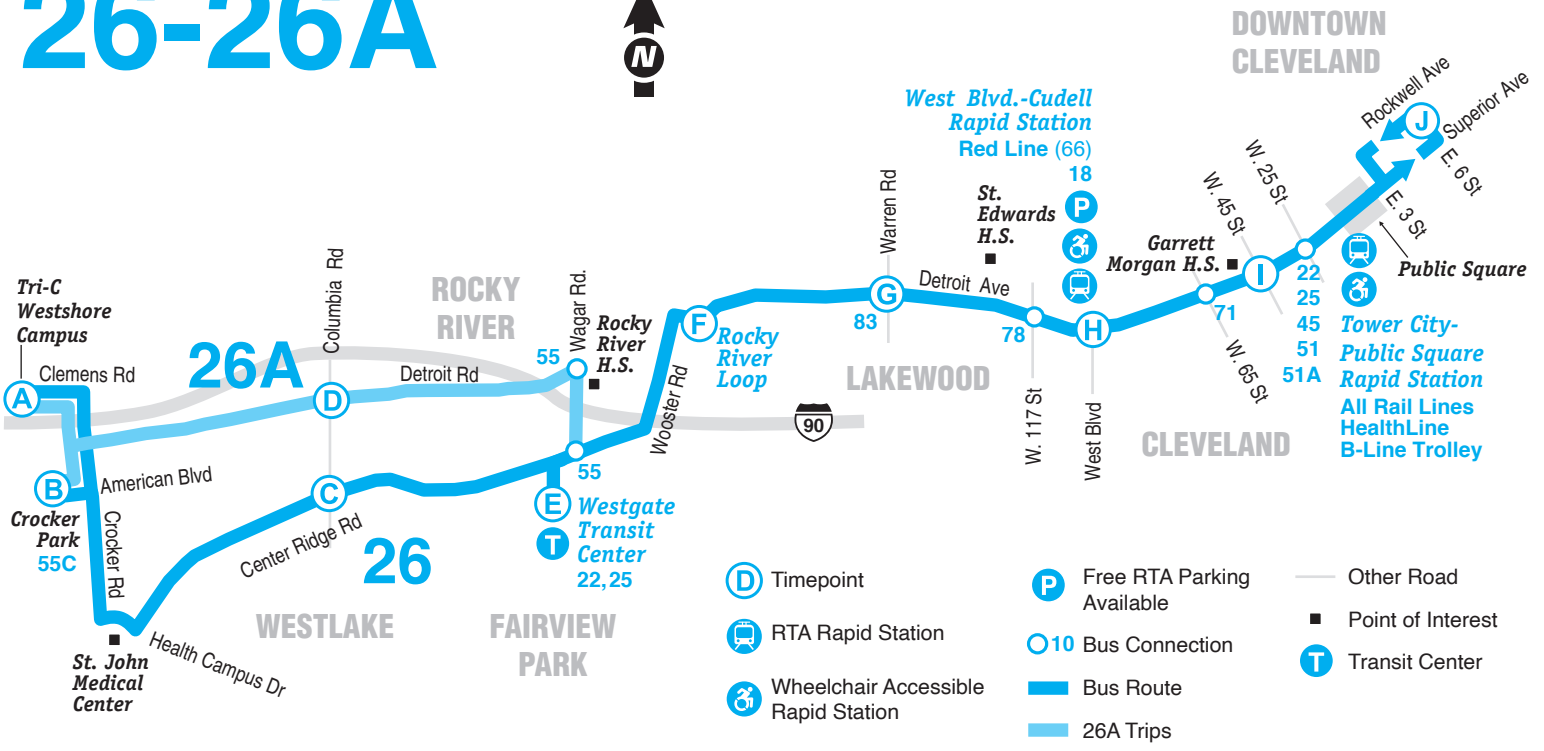 26-26A
N
DOWNTOWN
CLEVELAND
Rockwell Ave
Superior Ave
J
E. 6 St
E. 3 St
Public Square
West Blvd.-Cudell
Rapid Station
Red Line (66)
18
P
W. 25 St
W. 45 St
Garrett
Morgan H.S.
I
22
25
45
51
51A
Tower City-
Public Square
Rapid Station
All Rail Lines
HealthLine
B-Line Trolley
71
W. 65 St
St.
Edwards
H.S.
Warren Rd
G
83
Detroit Ave
78
H
W. 117 St
West Blvd
LAKEWOOD
CLEVELAND
90
Tri-C
Westshore
Campus
A
Clemens Rd
26A
Columbia Rd
ROCKY
RIVER
D
Detroit Rd
55
Wagar Rd.
Rocky
River
H.S.
F
Rocky
River
Loop
Wooster Rd
B
American Blvd
Crocker
Park
55C
Crocker Rd
C
Center Ridge Rd
26
55
E
Westgate
Transit
Center
22,25
T
WESTLAKE
FAIRVIEW
PARK
St. John
Medical
Center
Health Campus Dr
D Timepoint
RTA Rapid Station
Wheelchair Accessible
Rapid Station
P Free RTA Parking
Available
10 Bus Connection
Bus Route
26A Trips
Other Road
Point of Interest
T Transit Center